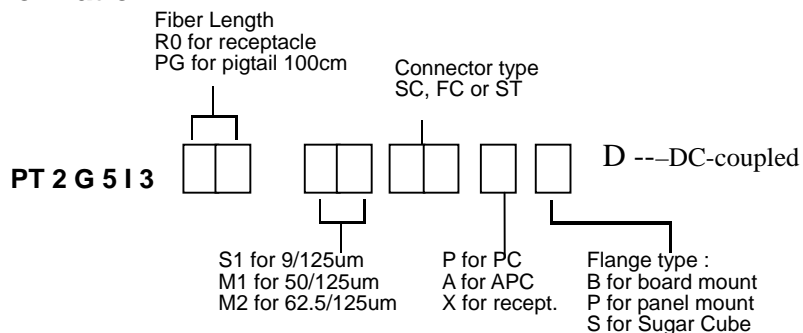 Fiber Length
R0 for receptacle
PG for pigtail 100cm
Connector type
SC, FC or ST
PT 2 G 5 I 3
D ---–DC-coupled
S1 for 9/125um
M1 for 50/125um
M2 for 62.5/125um
P for PC
A for APC
X for recept.
Flange type :
B for board mount
P for panel mount
S for Sugar Cube